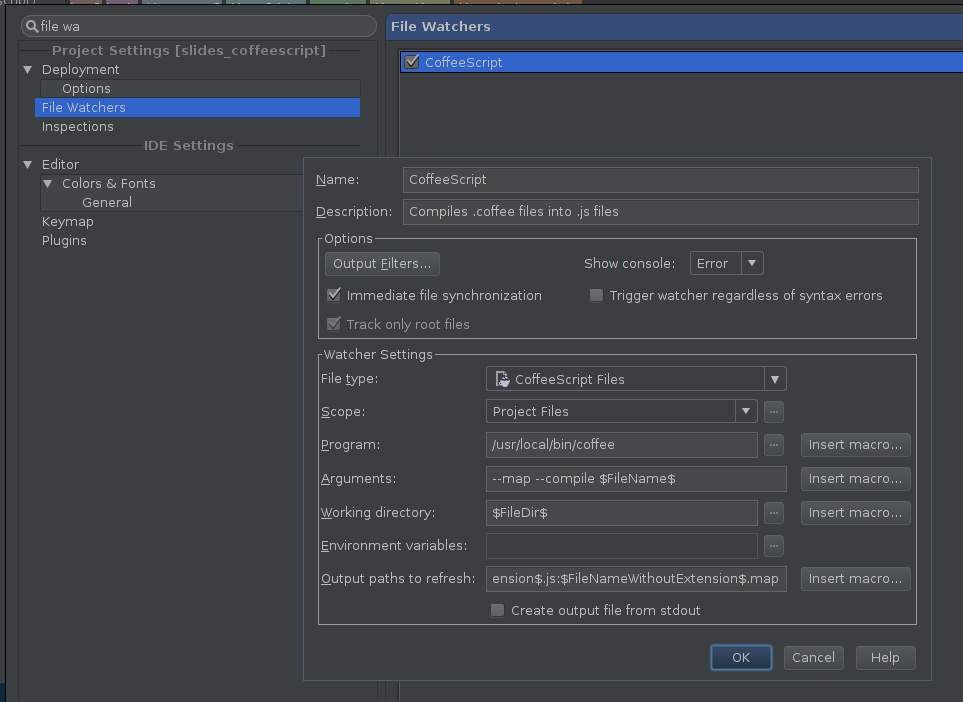 file wa
File Watchers
Project Settings [slides_coffeescript]
Deployment
Options
File Watchers
Inspections
IDE Settings
Editor
Colors & Fonts
General
Keymap
Plugins
CoffeeScript
Name: CoffeeScript
Description: Compiles .coffee files into .js files
Options
Output Filters... Show console: Error
Immediate file synchronization Trigger watcher regardless of syntax errors
Track only root files
Watcher Settings
File type: CoffeeScript Files
Scope: Project Files ...
Program: /usr/local/bin/coffee ... Insert macro...
Arguments: --map --compile $FileName$ Insert macro...
Working directory: $FileDir$ ... Insert macro...
Environment variables: ...
Output paths to refresh: ension$.js:$FileNameWithoutExtension$.map Insert macro...
Create output file from stdout
OK Cancel Help